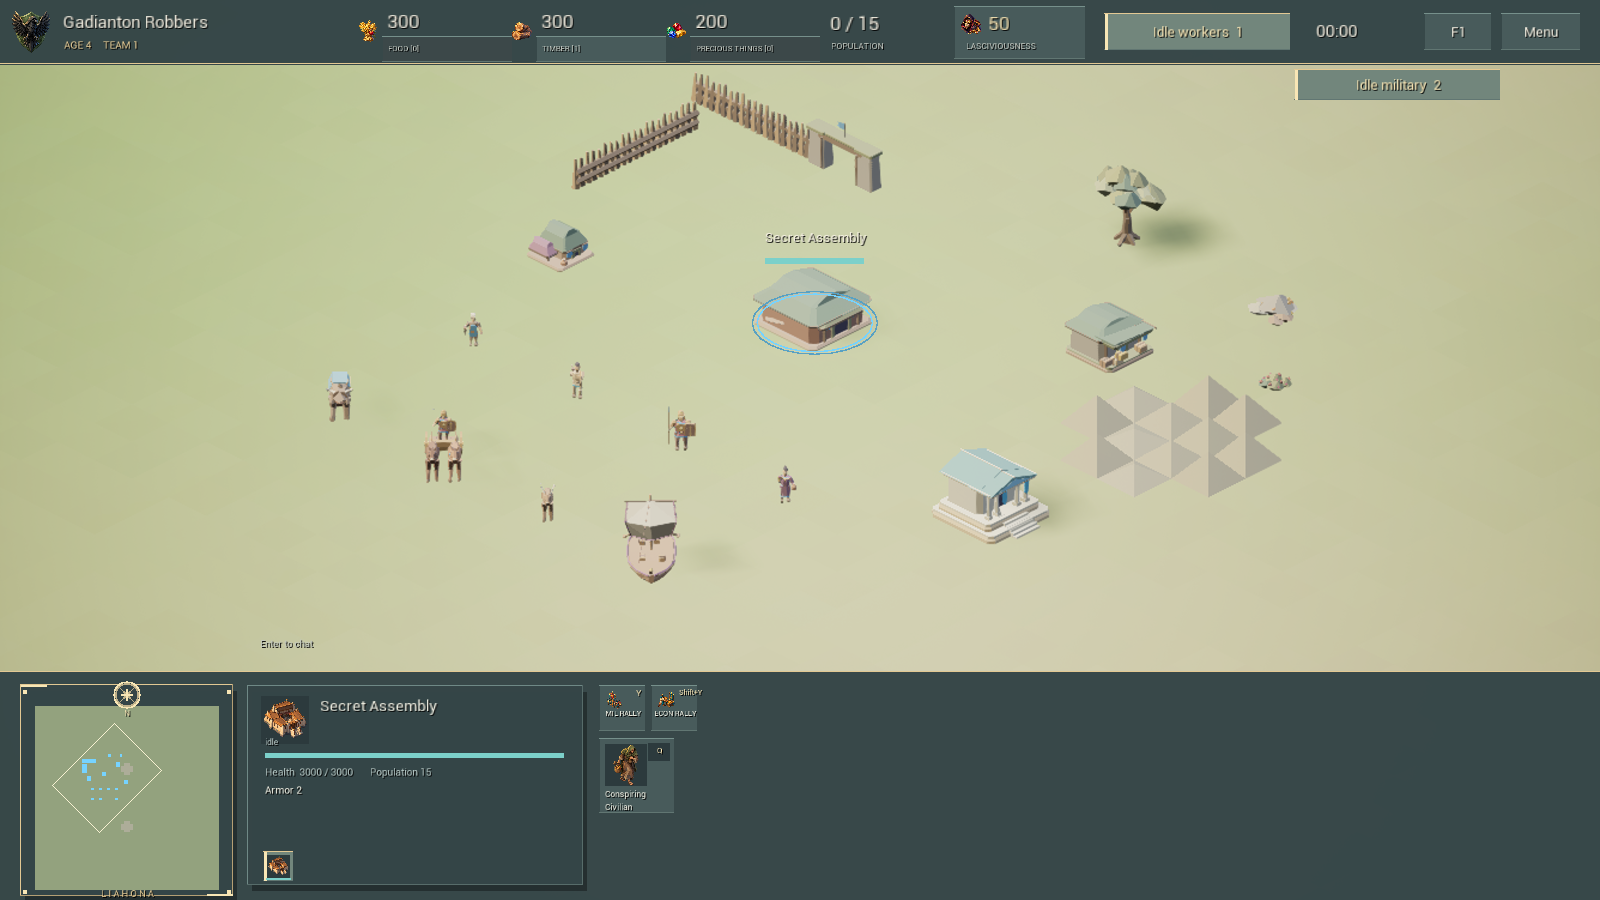 Gadianton Robbers
AGE 4 TEAM 1
300
FOOD [0]
300
TIMBER [1]
200
PRECIOUS THINGS [0]
0 / 15
POPULATION
50
LASCIVIOUSNESS
Idle workers 1
00:00
F1
Menu
Idle military 2
Secret Assembly
Enter to chat
N
LIAHONA
Secret Assembly
idle
Health 3000 / 3000 Population 15
Armor 2
Y
MIL RALLY
Shift+Y
ECON RALLY
Q
Conspiring
Civilian